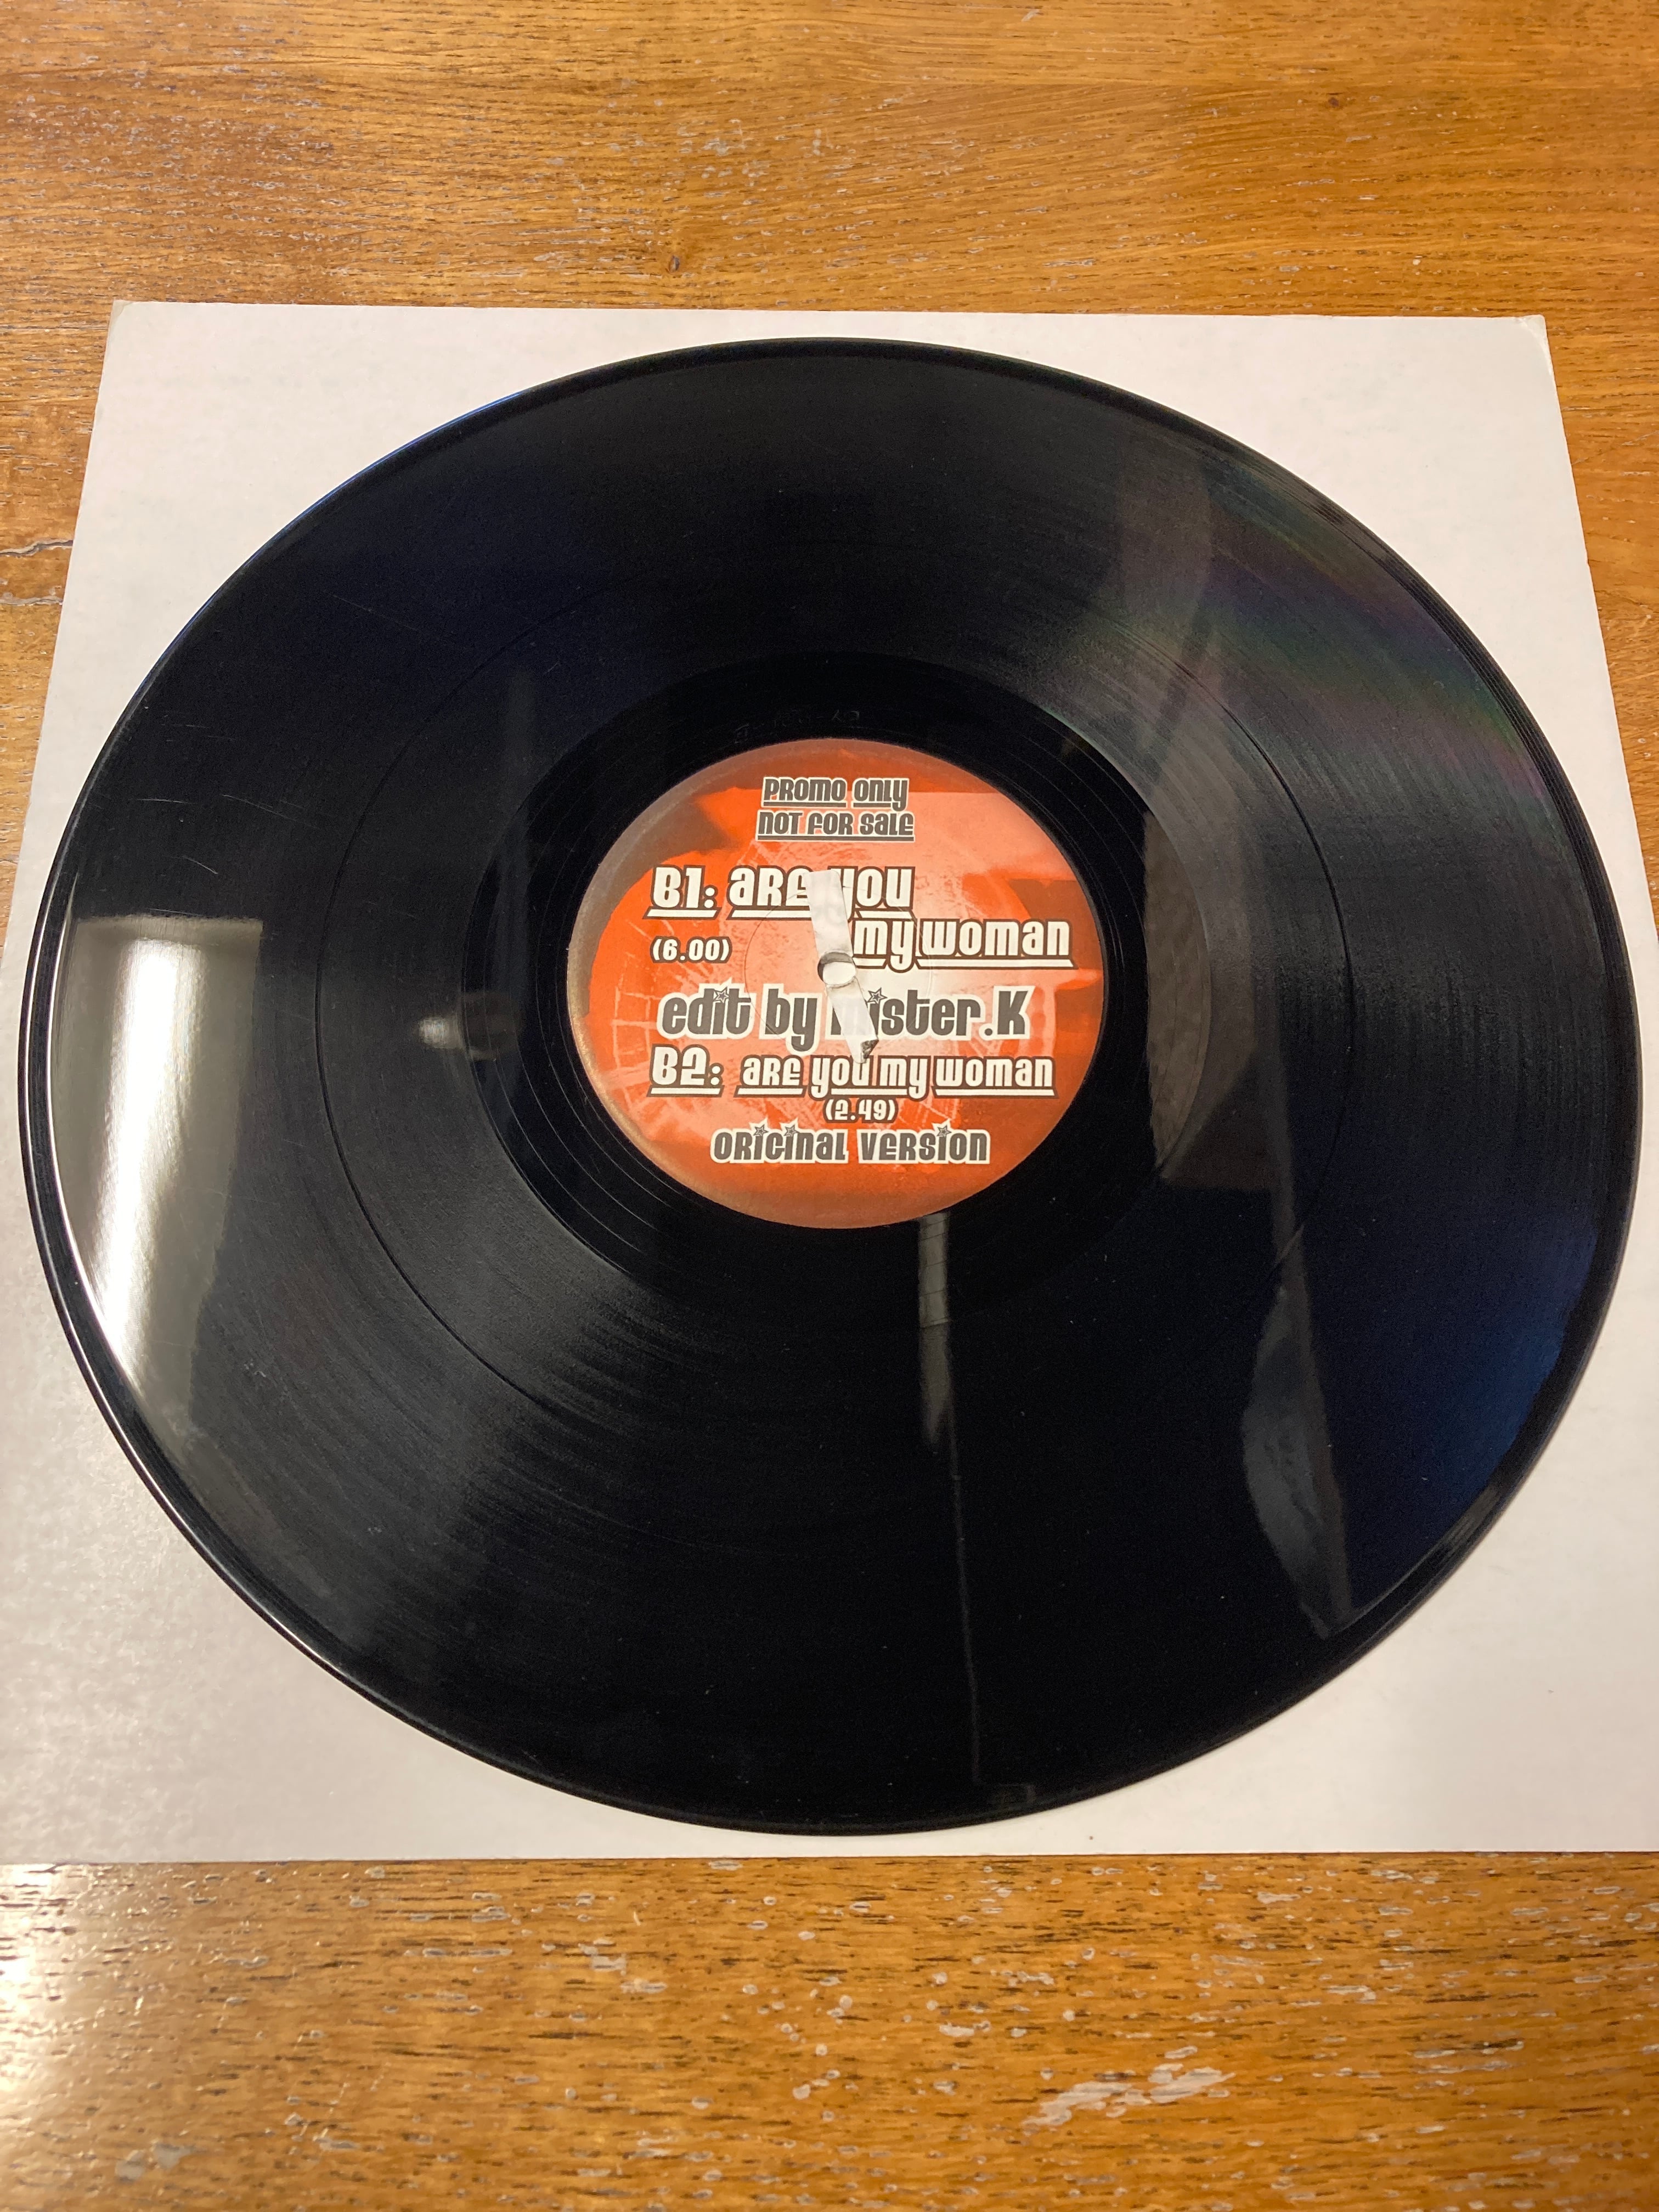 PROMO ONLY
NOT FOR SALE
B1: ARE YOU
my woman
(6.00)
edit by mister.K
B2: ARE you my woman
(2.49)
ORIGINAL VERSION